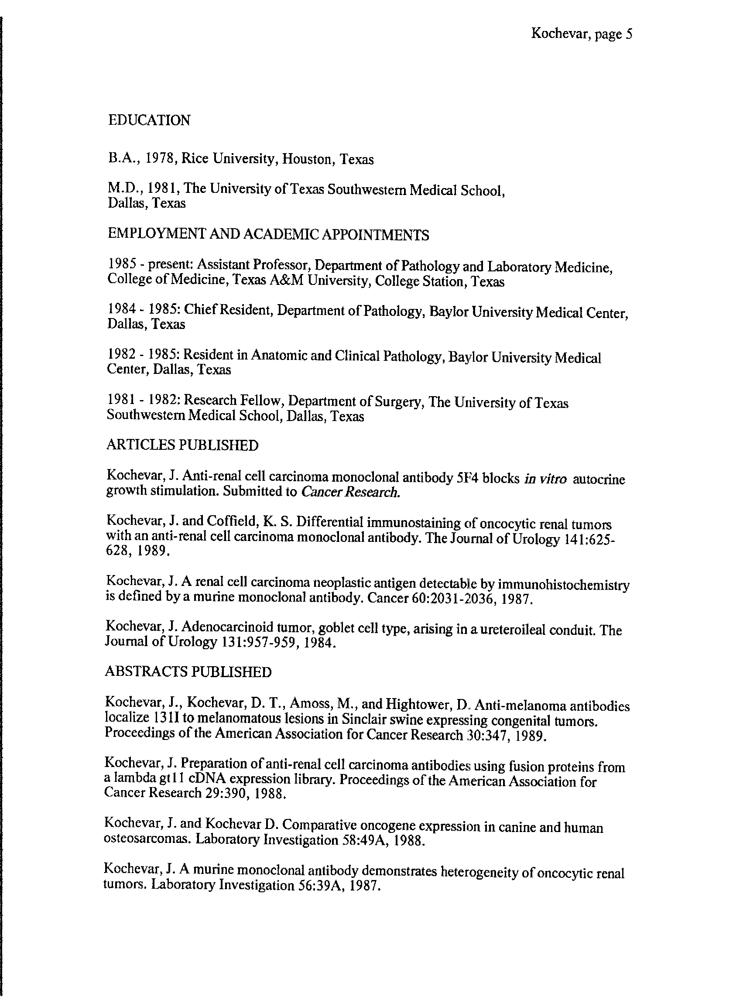 Kochevar, page 5
EDUCATION
B.A., 1978, Rice University, Houston, Texas
M.D., 1981, The University of Texas Southwestern Medical School,
Dallas, Texas
EMPLOYMENT AND ACADEMIC APPOINTMENTS
1985 - present: Assistant Professor, Department of Pathology and Laboratory Medicine,
College of Medicine, Texas A&M University, College Station, Texas
1984 - 1985: Chief Resident, Department of Pathology, Baylor University Medical Center,
Dallas, Texas
1982 - 1985: Resident in Anatomic and Clinical Pathology, Baylor University Medical
Center, Dallas, Texas
1981 - 1982: Research Fellow, Department of Surgery, The University of Texas
Southwestern Medical School, Dallas, Texas
ARTICLES PUBLISHED
Kochevar, J. Anti-renal cell carcinoma monoclonal antibody 5F4 blocks in vitro autocrine
growth stimulation. Submitted to Cancer Research.
Kochevar, J. and Coffield, K. S. Differential immunostaining of oncocytic renal tumors
with an anti-renal cell carcinoma monoclonal antibody. The Journal of Urology 141:625-
628, 1989.
Kochevar, J. A renal cell carcinoma neoplastic antigen detectable by immunohistochemistry
is defined by a murine monoclonal antibody. Cancer 60:2031-2036, 1987.
Kochevar, J. Adenocarcinoid tumor, goblet cell type, arising in a ureteroileal conduit. The
Journal of Urology 131:957-959, 1984.
ABSTRACTS PUBLISHED
Kochevar, J., Kochevar, D. T., Amoss, M., and Hightower, D. Anti-melanoma antibodies
localize 131I to melanomatous lesions in Sinclair swine expressing congenital tumors.
Proceedings of the American Association for Cancer Research 30:347, 1989.
Kochevar, J. Preparation of anti-renal cell carcinoma antibodies using fusion proteins from
a lambda gt11 cDNA expression library. Proceedings of the American Association for
Cancer Research 29:390, 1988.
Kochevar, J. and Kochevar D. Comparative oncogene expression in canine and human
osteosarcomas. Laboratory Investigation 58:49A, 1988.
Kochevar, J. A murine monoclonal antibody demonstrates heterogeneity of oncocytic renal
tumors. Laboratory Investigation 56:39A, 1987.